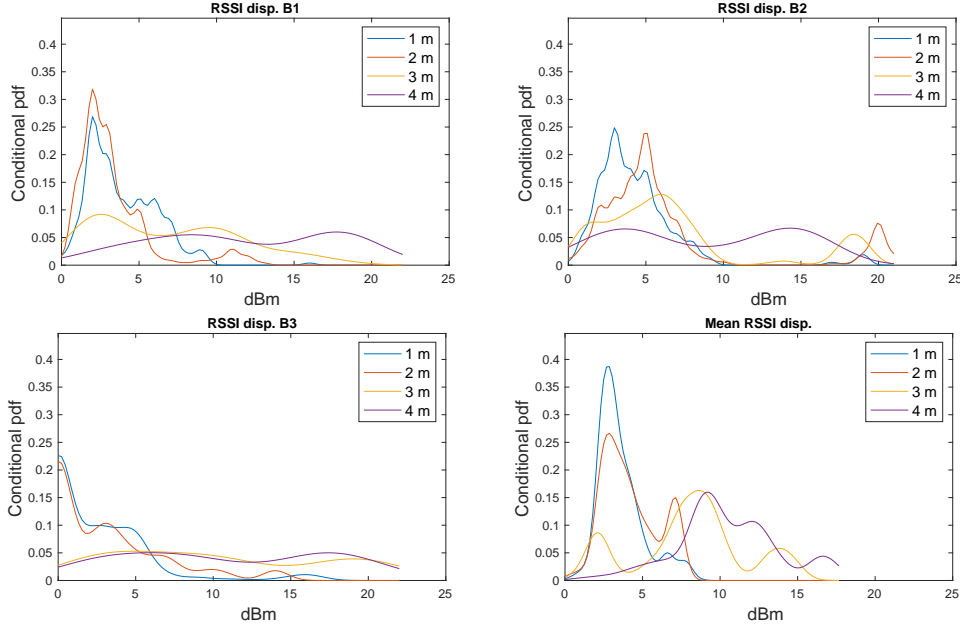 RSSI disp. B1
0.4
0.35
0.3
0.25
0.2
0.15
0.1
0.05
0
Conditional pdf
1 m
2 m
3 m
4 m
0 5 10 15 20 25
dBm
RSSI disp. B2
0.4
0.35
0.3
0.25
0.2
0.15
0.1
0.05
0
Conditional pdf
1 m
2 m
3 m
4 m
0 5 10 15 20 25
dBm
RSSI disp. B3
0.4
0.35
0.3
0.25
0.2
0.15
0.1
0.05
0
Conditional pdf
1 m
2 m
3 m
4 m
0 5 10 15 20 25
dBm
Mean RSSI disp.
0.4
0.35
0.3
0.25
0.2
0.15
0.1
0.05
0
Conditional pdf
1 m
2 m
3 m
4 m
0 5 10 15 20 25
dBm